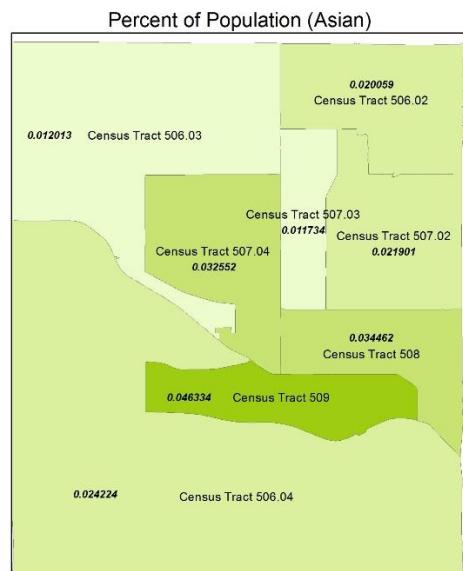 Percent of Population (Asian)
0.020059
Census Tract 506.02
0.012013 Census Tract 506.03
Census Tract 507.03
0.011734
Census Tract 507.02
0.021901
Census Tract 507.04
0.032552
0.034462
Census Tract 508
0.046334 Census Tract 509
0.024224 Census Tract 506.04